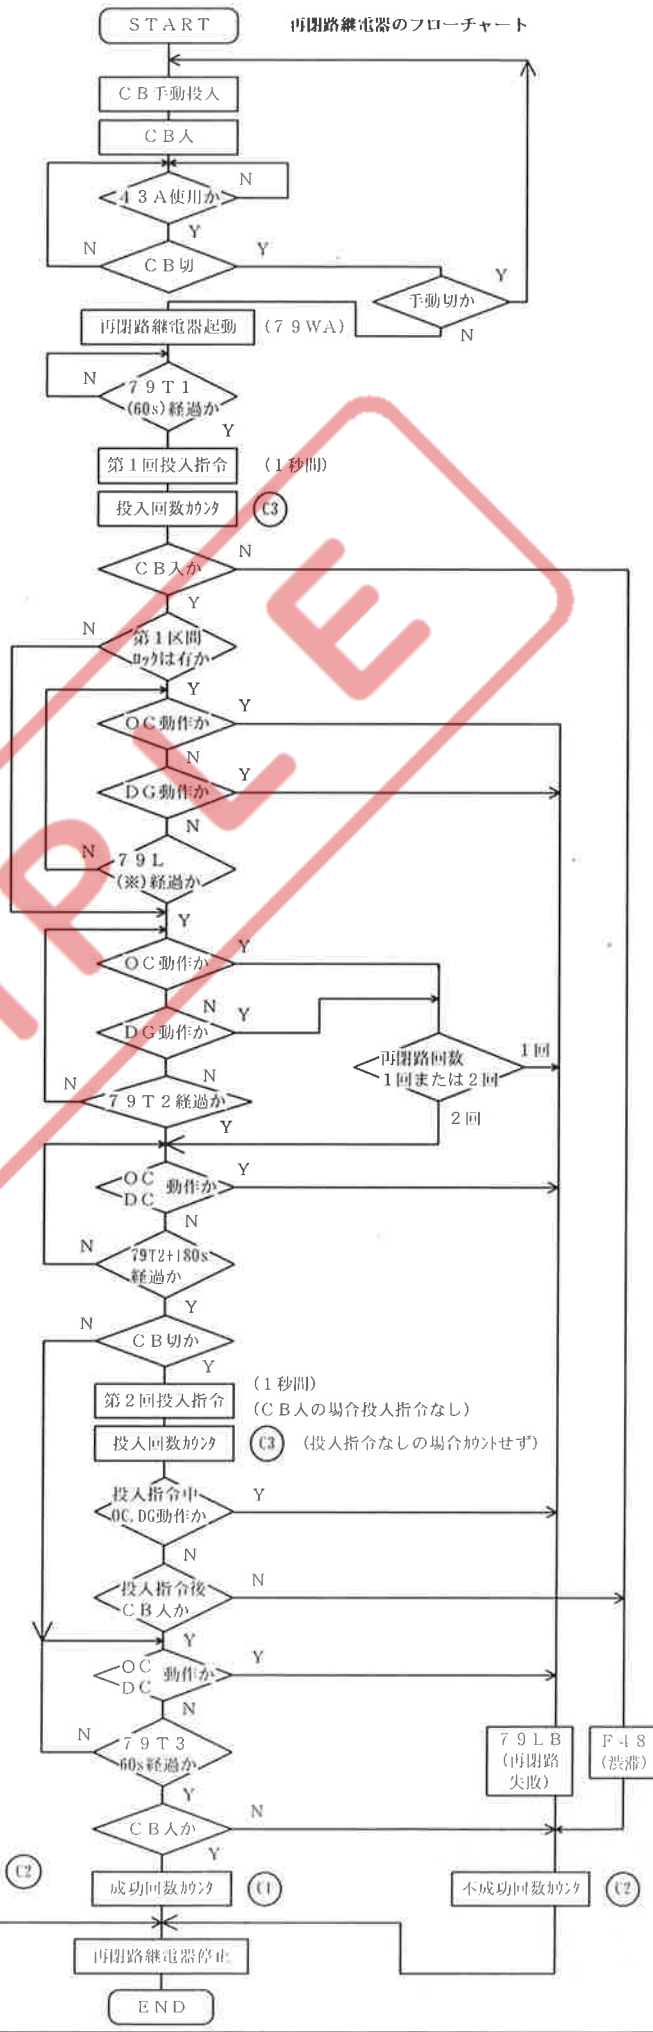 START
再閉路継電器のフローチャート
CB手動投入
CB入
43A使用か
N
Y
CB切
N
Y
手動切か
Y
N
再閉路継電器起動
(79WA)
79T1
(60s)経過か
N
Y
第1回投入指令
(1秒間)
投入回数カウンタ
C3
CB入か
N
Y
第1区間
ロックは有か
N
Y
OC動作か
Y
N
DG動作か
Y
N
79L
(※)経過か
N
Y
OC動作か
Y
N
DG動作か
Y
N
再閉路回数
1回または2回
1回
2回
79T2経過か
N
Y
OC
DC
動作か
Y
N
79T2+180s
経過か
N
Y
CB切か
N
Y
第2回投入指令
(1秒間)
(CB入の場合投入指令なし)
投入回数カウンタ
C3
(投入指令なしの場合カウントせず)
投入指令中
OC,DG動作か
Y
N
投入指令後
CB入か
N
Y
OC
DC
動作か
Y
N
79T3
60s経過か
N
Y
79LB
(再閉路
失敗)
F48
(渋滞)
CB入か
N
Y
C2
成功回数カウンタ
C1
不成功回数カウンタ
C2
再閉路継電器停止
END
PLE